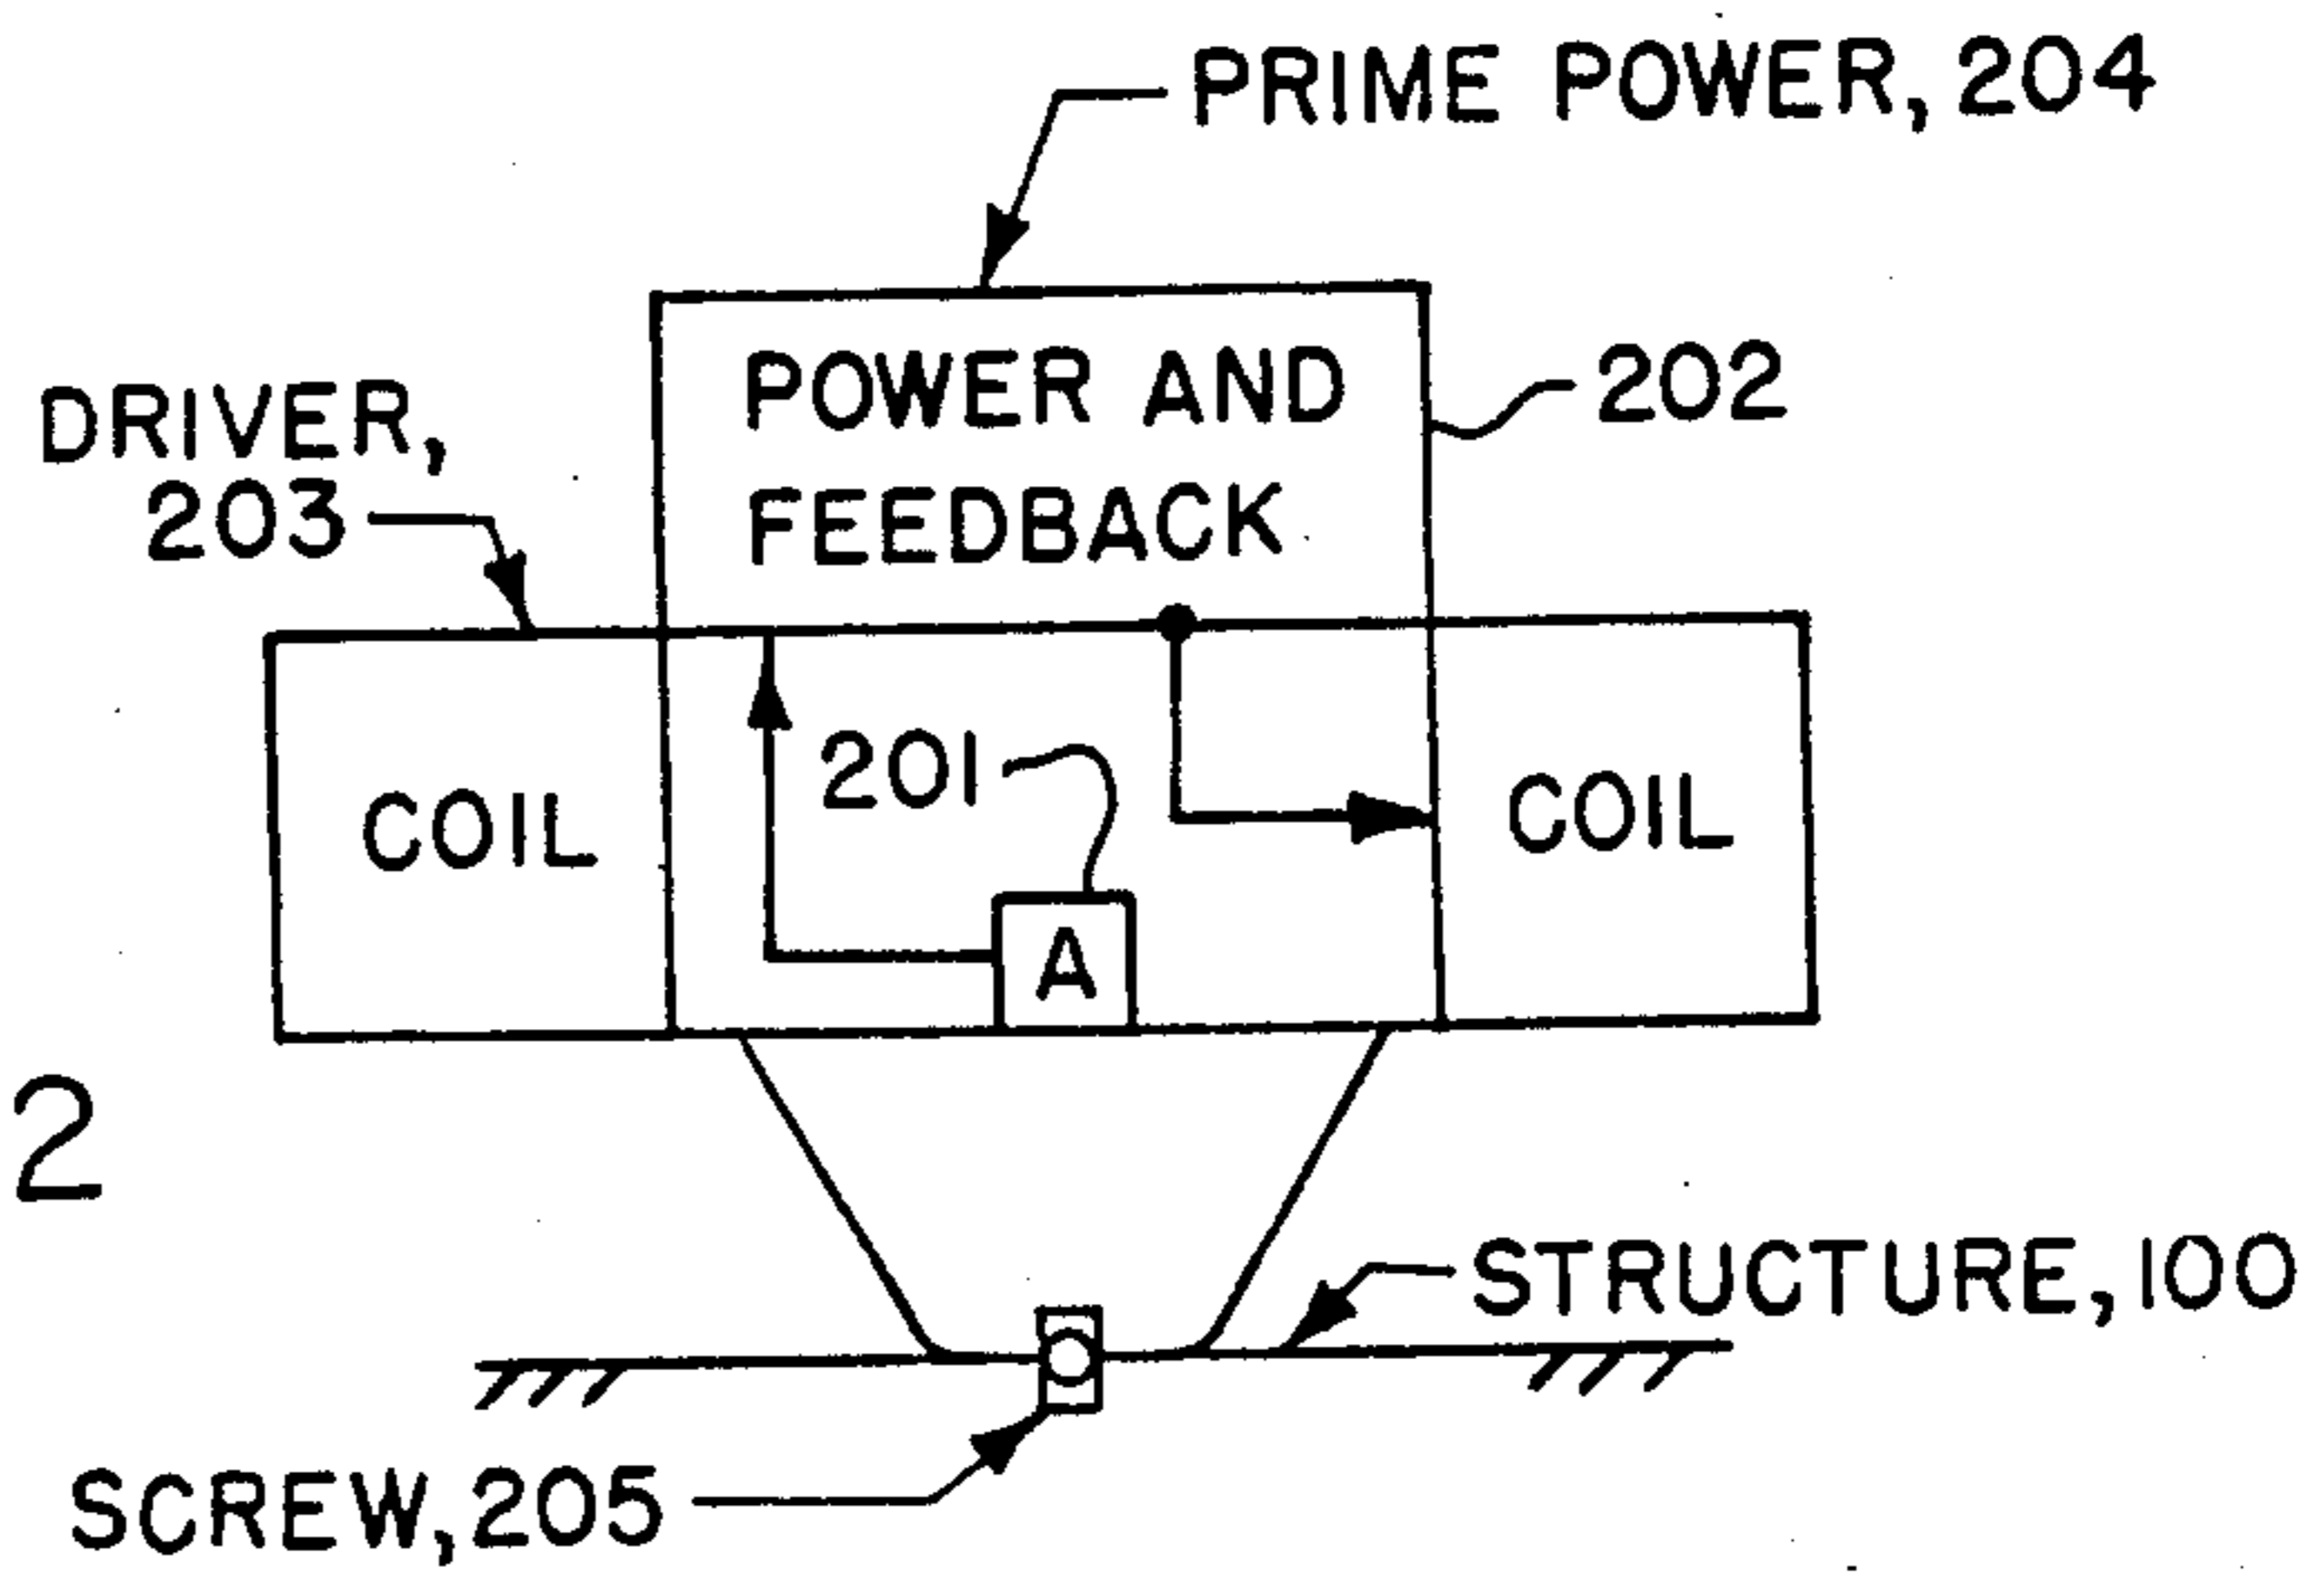 PRIME POWER, 204
POWER AND
FEEDBACK
202
DRIVER,
203
COIL
201
A
COIL
2
STRUCTURE, 100
SCREW, 205